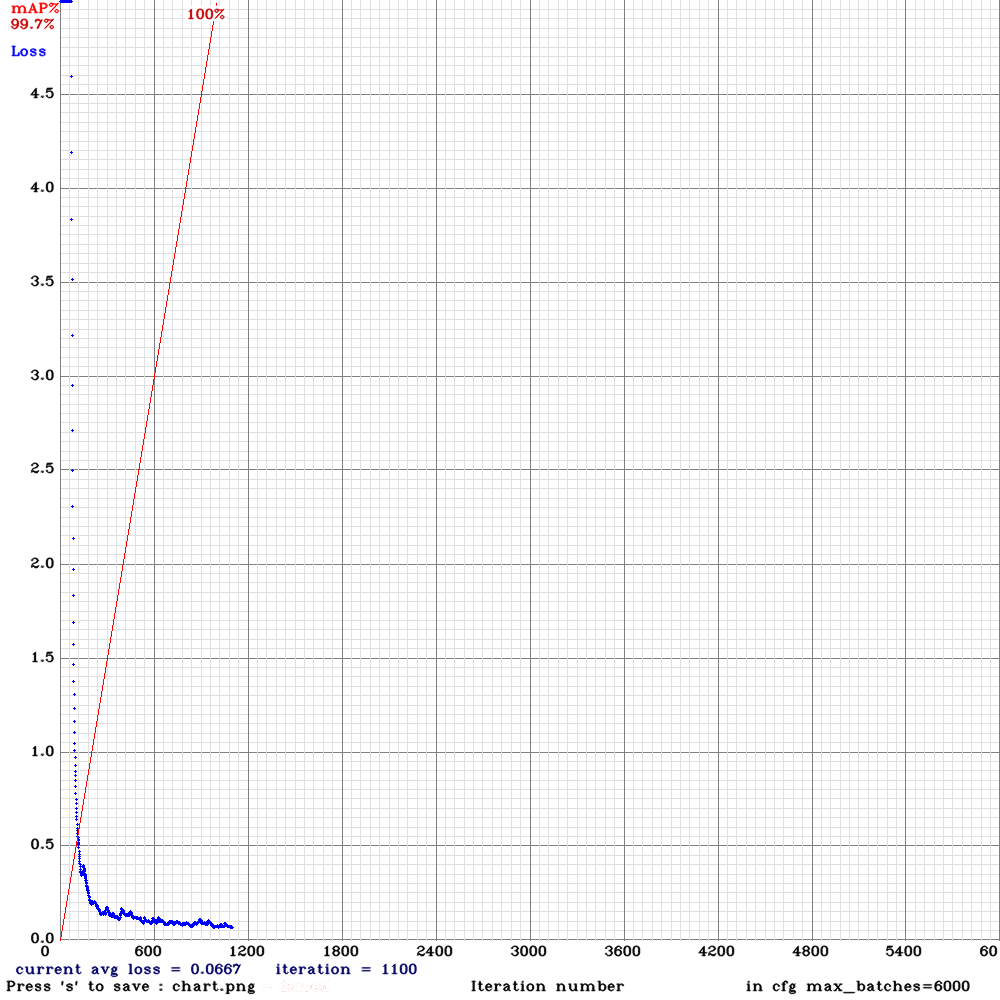 mAP%
99.7%
100%
Loss
4.5
4.0
3.5
3.0
2.5
2.0
1.5
1.0
0.5
0.0
0 600 1200 1800 2400 3000 3600 4200 4800 5400 60
current avg loss = 0.0667 iteration = 1100
Press 's' to save : chart.png Iteration number in cfg max_batches=6000